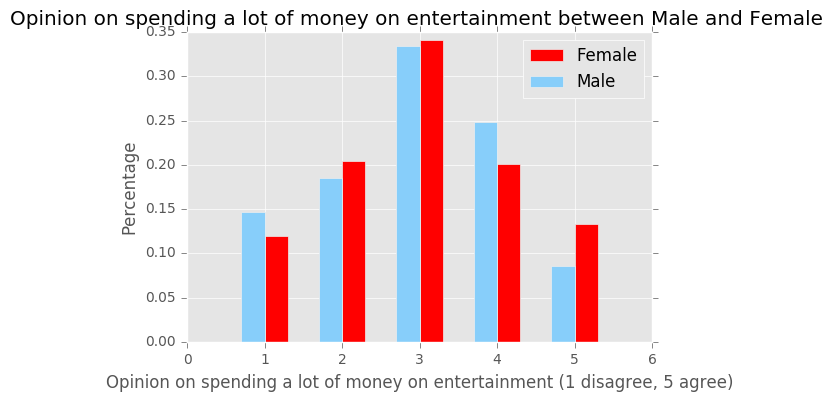 Opinion on spending a lot of money on entertainment between Male and Female
0.35
0.30
0.25
0.20
0.15
0.10
0.05
0.00
Percentage
Female
Male
0 1 2 3 4 5 6
Opinion on spending a lot of money on entertainment (1 disagree, 5 agree)